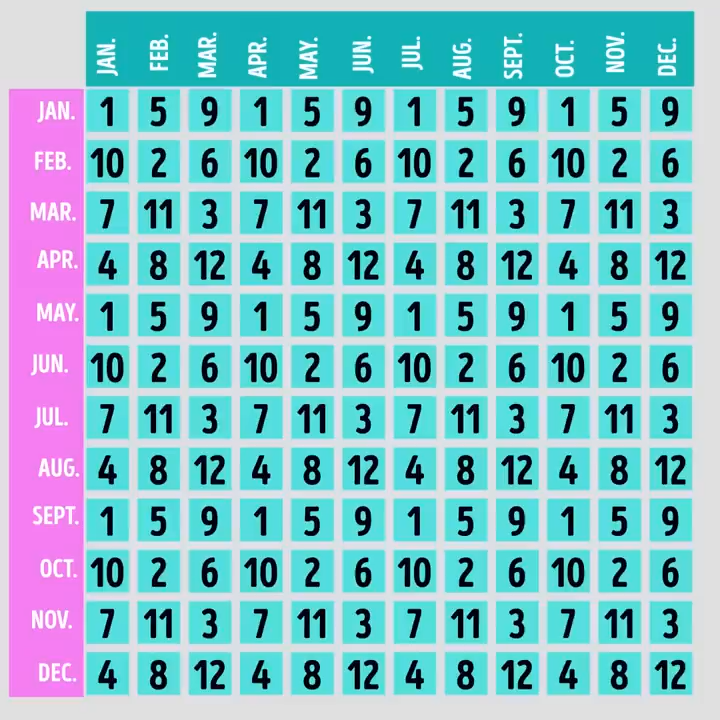 JAN. FEB. MAR. APR. MAY. JUN. JUL. AUG. SEPT. OCT. NOV. DEC.
JAN. 1 5 9 1 5 9 1 5 9 1 5 9
FEB. 10 2 6 10 2 6 10 2 6 10 2 6
MAR. 7 11 3 7 11 3 7 11 3 7 11 3
APR. 4 8 12 4 8 12 4 8 12 4 8 12
MAY. 1 5 9 1 5 9 1 5 9 1 5 9
JUN. 10 2 6 10 2 6 10 2 6 10 2 6
JUL. 7 11 3 7 11 3 7 11 3 7 11 3
AUG. 4 8 12 4 8 12 4 8 12 4 8 12
SEPT. 1 5 9 1 5 9 1 5 9 1 5 9
OCT. 10 2 6 10 2 6 10 2 6 10 2 6
NOV. 7 11 3 7 11 3 7 11 3 7 11 3
DEC. 4 8 12 4 8 12 4 8 12 4 8 12